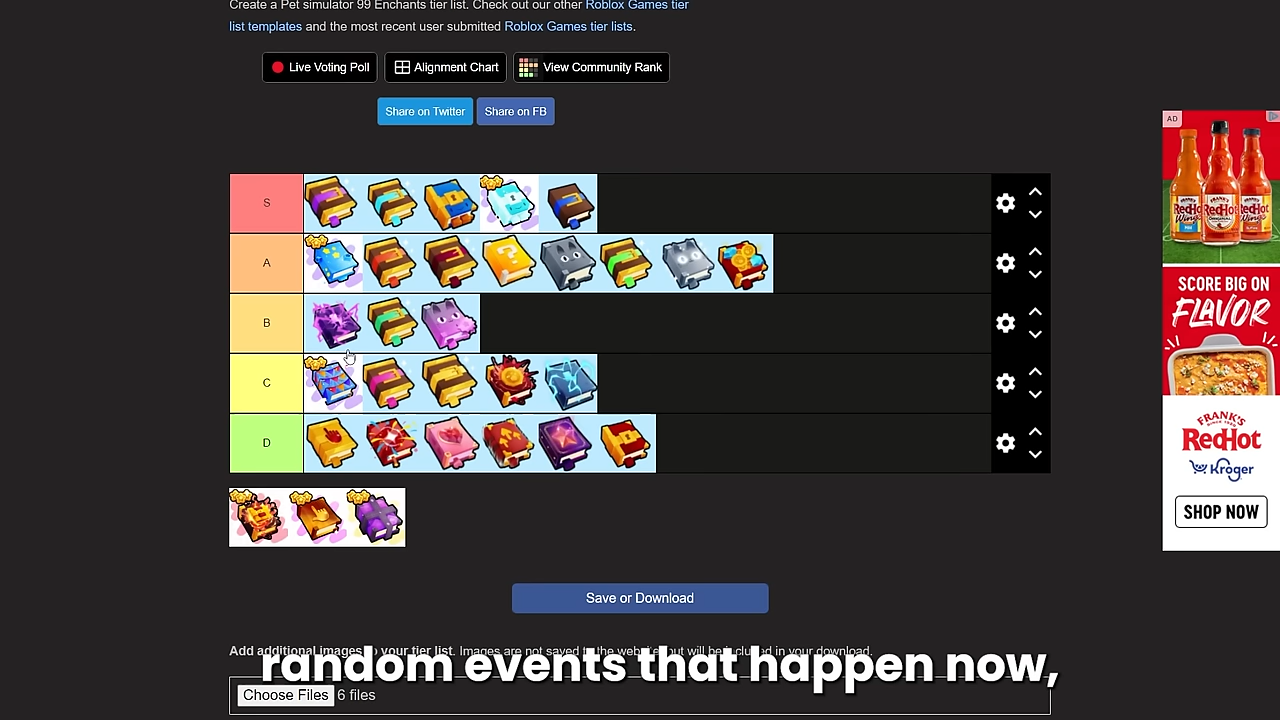 Create a Pet simulator 99 Enchants tier list. Check out our other Roblox Games tier
list templates and the most recent user submitted Roblox Games tier lists.
Live Voting Poll
Alignment Chart
View Community Rank
Share on Twitter
Share on FB
AD
S
A
B
C
D
SCORE BIG ON
FLAVOR
FRANK'S
RedHot
Kroger
SHOP NOW
Save or Download
Add additional images to your tier list. Images are not saved to the website, but will be included in your download.
random events that happen now,
Choose Files
6 files